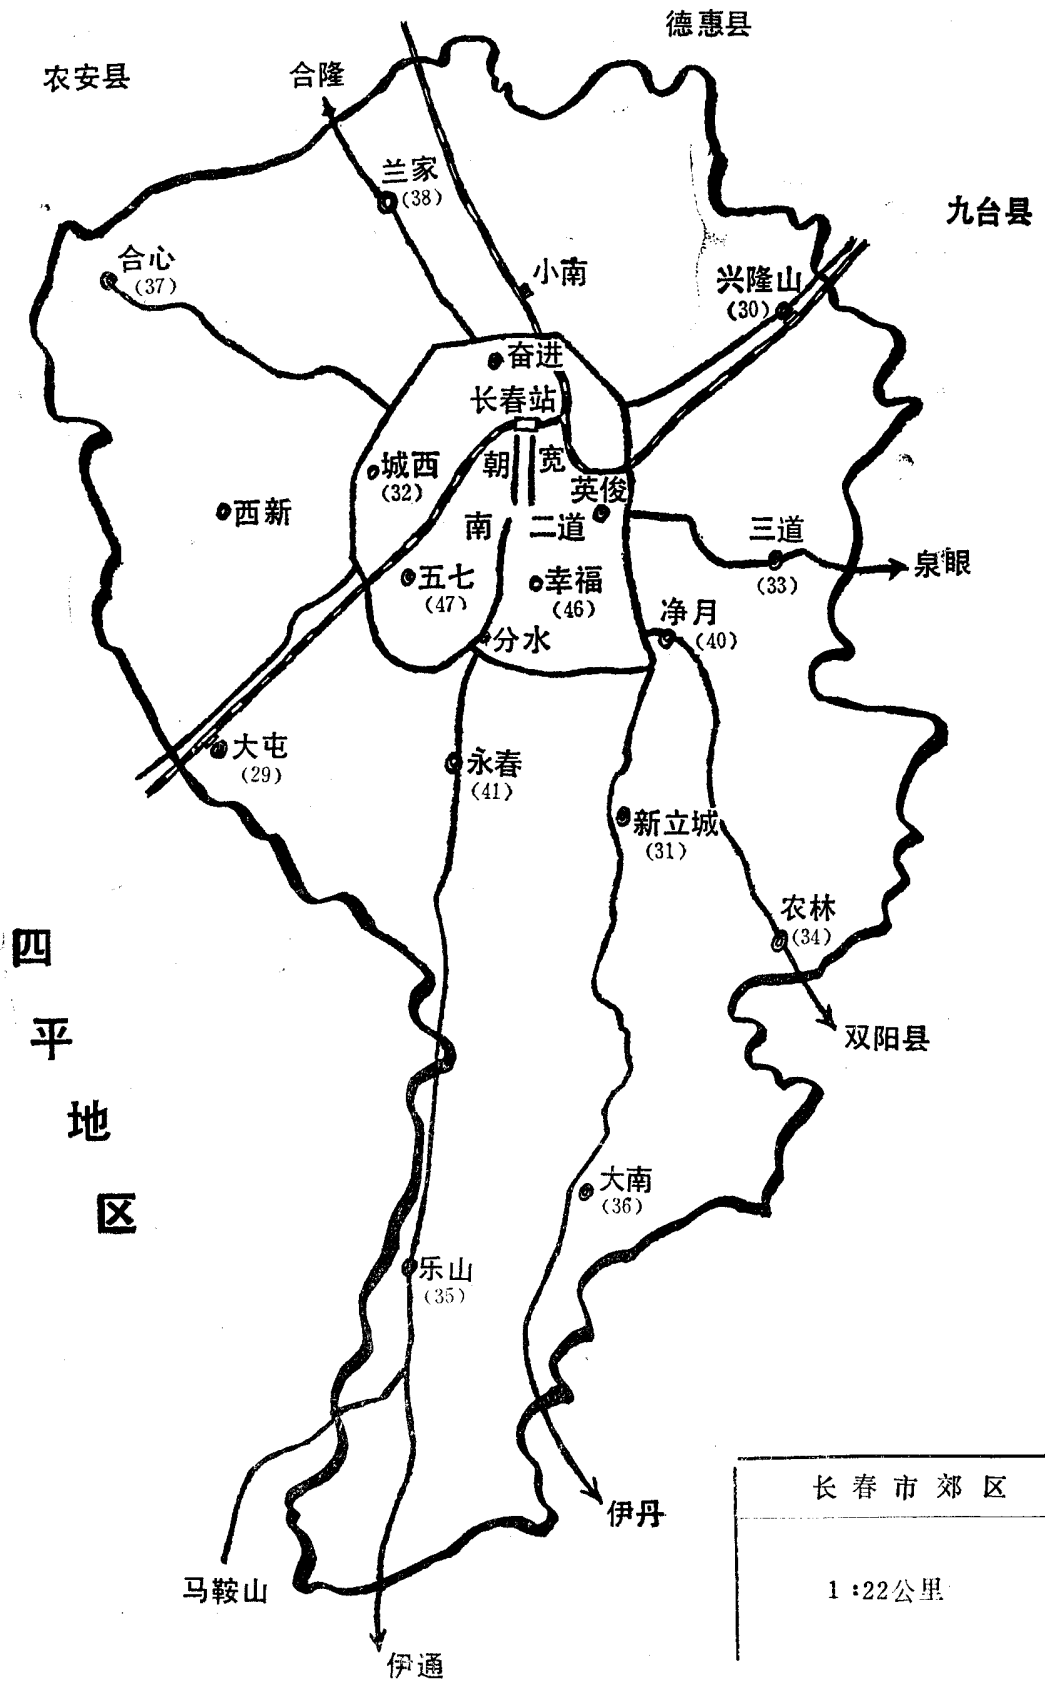 德惠县
农安县
合隆
兰家
(38)
九台县
合心
(37)
小南
兴隆山
(30)
奋进
长春站
城西
(32)
朝
宽
英俊
西新
南
二道
三道
(33)
泉眼
五七
(47)
幸福
(46)
净月
(40)
分水
大屯
(29)
永春
(41)
新立城
(31)
农林
(34)
双阳县
四
平
地
区
大南
(36)
乐山
(35)
长春市郊区
1:22公里
伊丹
马鞍山
伊通